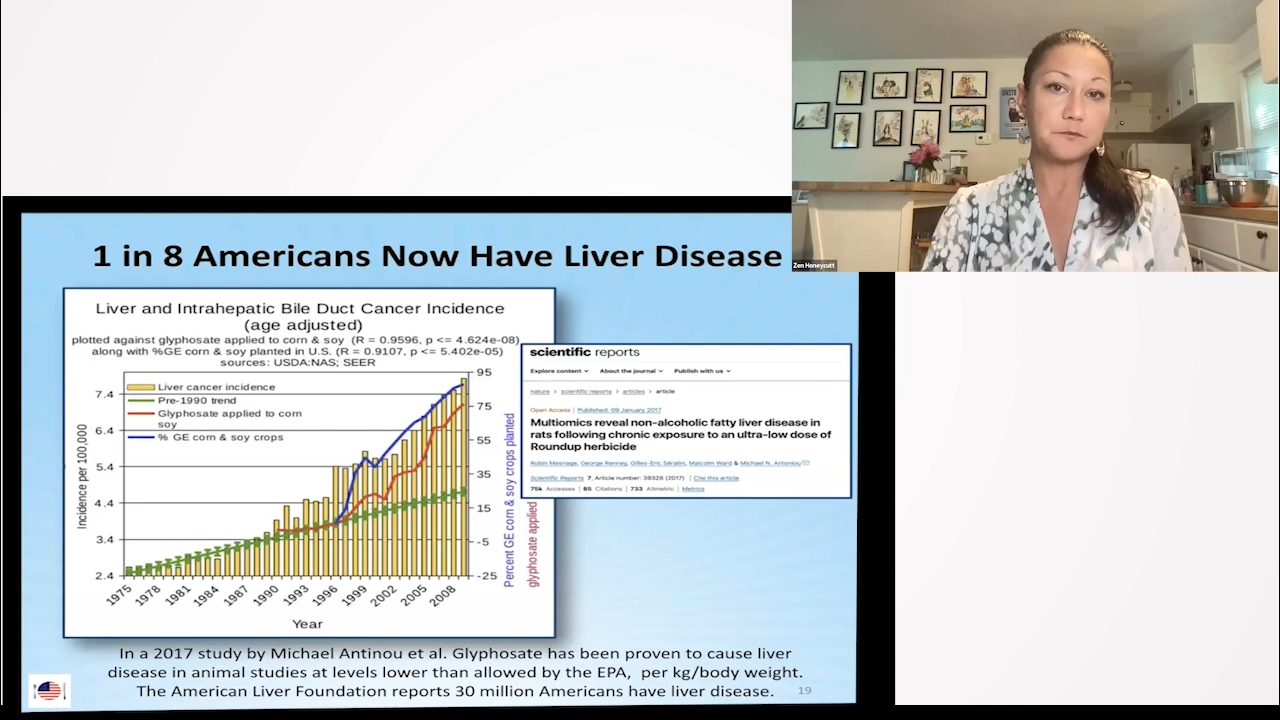 Zen Honeycutt
1 in 8 Americans Now Have Liver Disease
Liver and Intrahepatic Bile Duct Cancer Incidence
(age adjusted)
plotted against glyphosate applied to corn & soy (R = 0.9596, p <= 4.624e-08)
along with %GE corn & soy planted in U.S. (R = 0.9107, p <= 5.402e-05)
sources: USDA:NAS; SEER
Liver cancer incidence
Pre-1990 trend
Glyphosate applied to corn
soy
% GE corn & soy crops
Incidence per 100,000
7.4
6.4
5.4
4.4
3.4
2.4
95
75
55
35
15
-5
-25
Percent GE corn & soy crops planted
glyphosate applied
1975
1978
1981
1984
1987
1990
1993
1996
1999
2002
2005
2008
Year
scientific reports
Explore content About the journal Publish with us
nature > scientific reports > articles > article
Open Access | Published: 09 January 2017
Multiomics reveal non-alcoholic fatty liver disease in
rats following chronic exposure to an ultra-low dose of
Roundup herbicide
Robin Mesnage, George Renney, Gilles-Eric Séralini, Malcolm Ward & Michael N. Antoniou
Scientific Reports 7, Article number: 39328 (2017) | Cite this article
75k Accesses | 85 Citations | 733 Altmetric | Metrics
In a 2017 study by Michael Antinou et al. Glyphosate has been proven to cause liver
disease in animal studies at levels lower than allowed by the EPA, per kg/body weight.
The American Liver Foundation reports 30 million Americans have liver disease.
19